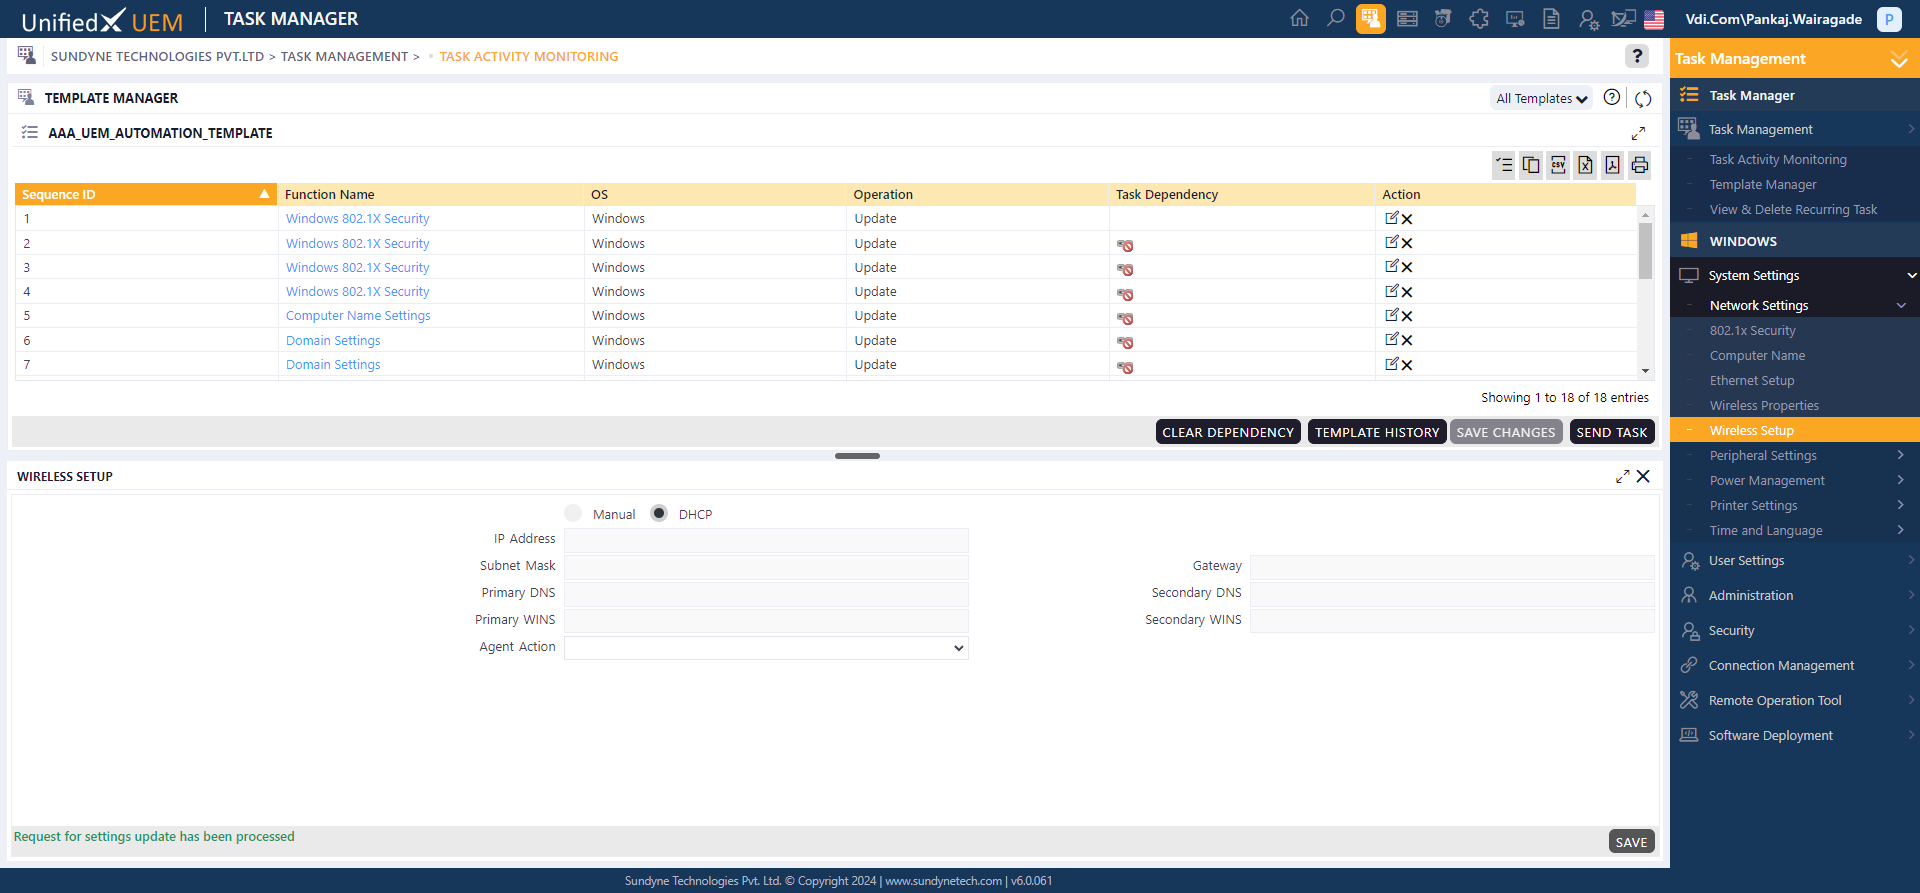 UnifiedX UEM | TASK MANAGER
Vdi.Com\Pankaj.Wairagade P
SUNDYNE TECHNOLOGIES PVT.LTD > TASK MANAGEMENT > • TASK ACTIVITY MONITORING ?
TEMPLATE MANAGER All Templates
AAA_UEM_AUTOMATION_TEMPLATE
Sequence ID Function Name OS Operation Task Dependency Action
1 Windows 802.1X Security Windows Update
2 Windows 802.1X Security Windows Update
3 Windows 802.1X Security Windows Update
4 Windows 802.1X Security Windows Update
5 Computer Name Settings Windows Update
6 Domain Settings Windows Update
7 Domain Settings Windows Update
Showing 1 to 18 of 18 entries
CLEAR DEPENDENCY TEMPLATE HISTORY SAVE CHANGES SEND TASK
WIRELESS SETUP
Manual DHCP
IP Address
Subnet Mask Gateway
Primary DNS Secondary DNS
Primary WINS Secondary WINS
Agent Action
Request for settings update has been processed
SAVE
Task Management
Task Manager
Task Management
Task Activity Monitoring
Template Manager
View & Delete Recurring Task
WINDOWS
System Settings
Network Settings
802.1x Security
Computer Name
Ethernet Setup
Wireless Properties
Wireless Setup
Peripheral Settings
Power Management
Printer Settings
Time and Language
User Settings
Administration
Security
Connection Management
Remote Operation Tool
Software Deployment
Sundyne Technologies Pvt. Ltd. © Copyright 2024 | www.sundynetech.com | v6.0.061